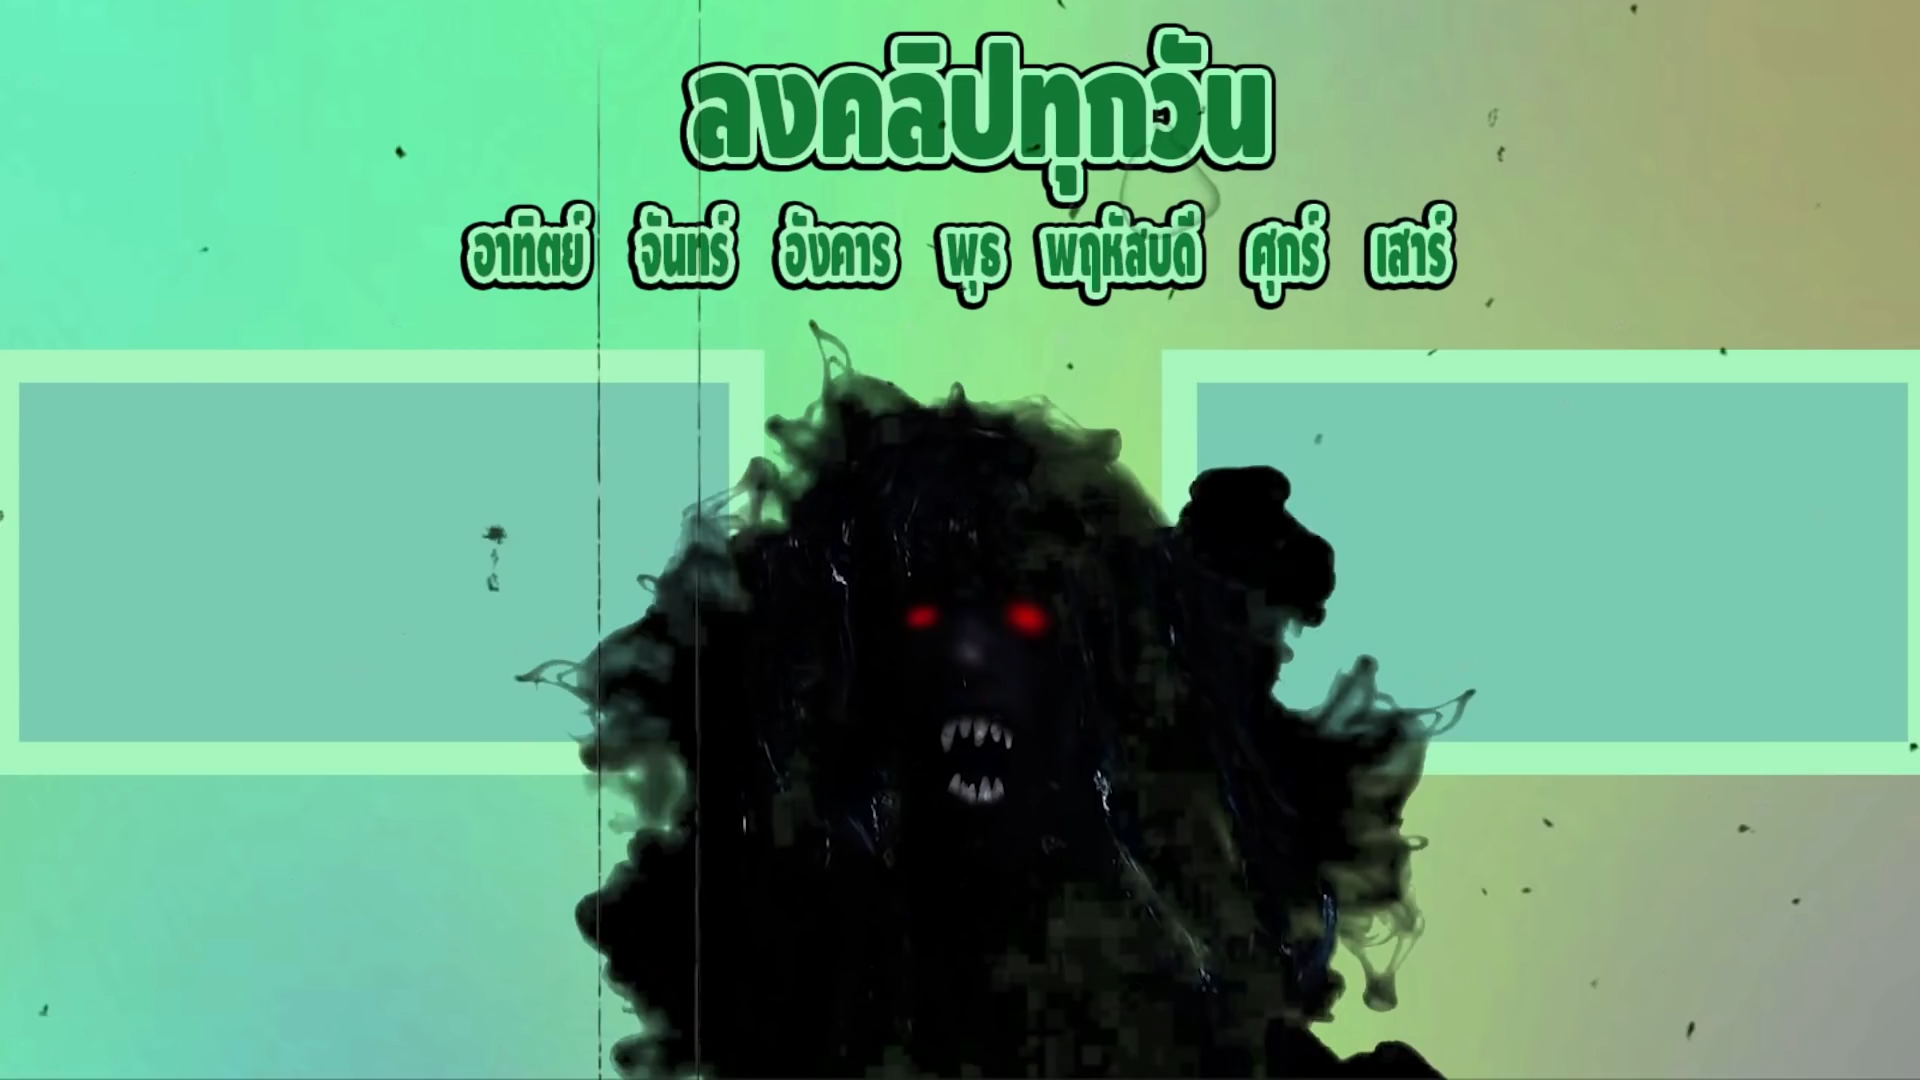 ลงคลิปทุกวัน
อาทิตย์ จันทร์ อังคาร พุธ พฤหัสบดี ศุกร์ เสาร์